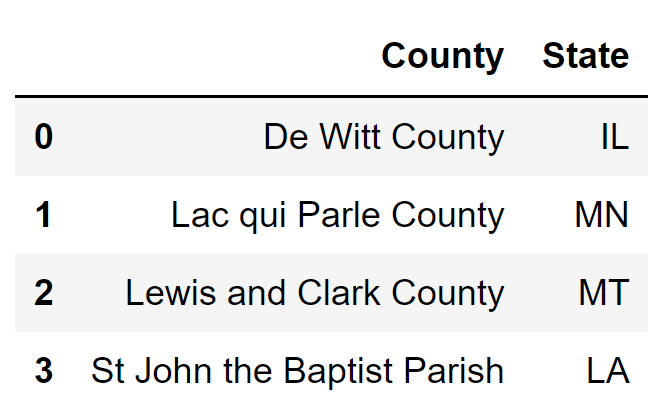 County State
0 De Witt County IL
1 Lac qui Parle County MN
2 Lewis and Clark County MT
3 St John the Baptist Parish LA